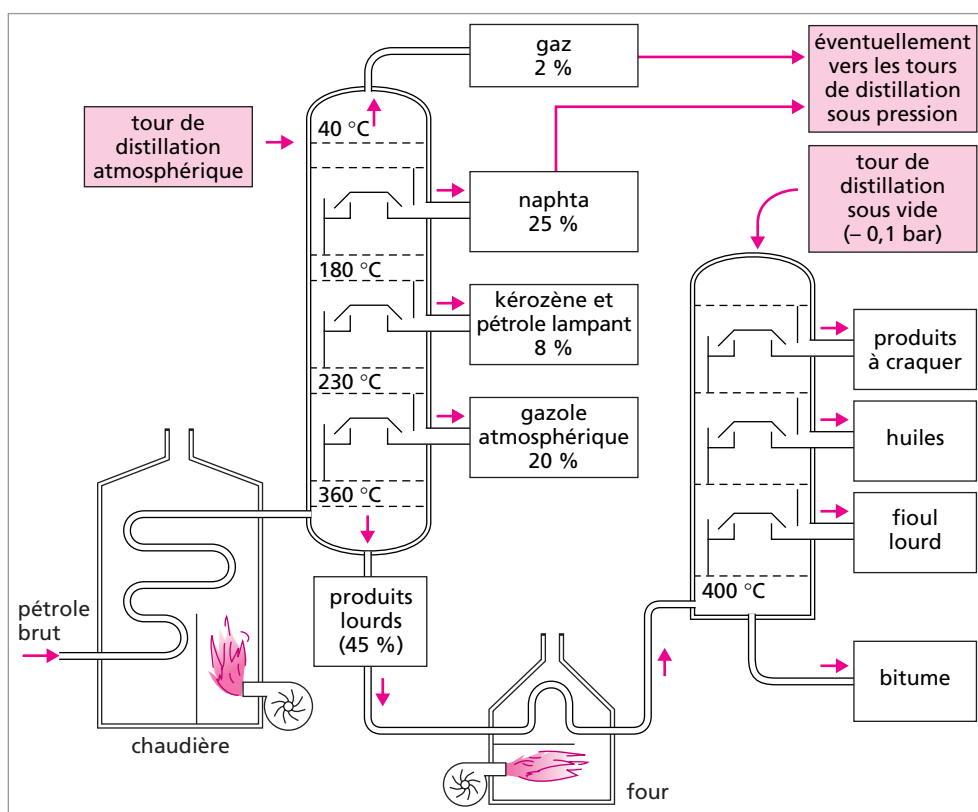 gaz
2 %
éventuellement
vers les tours
de distillation
sous pression
tour de
distillation
atmosphérique
40 °C
naphta
25 %
tour de
distillation
sous vide
(– 0,1 bar)
180 °C
kérozène et
pétrole lampant
8 %
produits
à craquer
230 °C
gazole
atmosphérique
20 %
huiles
360 °C
fioul
lourd
400 °C
pétrole
brut
produits
lourds
(45 %)
bitume
chaudière
four